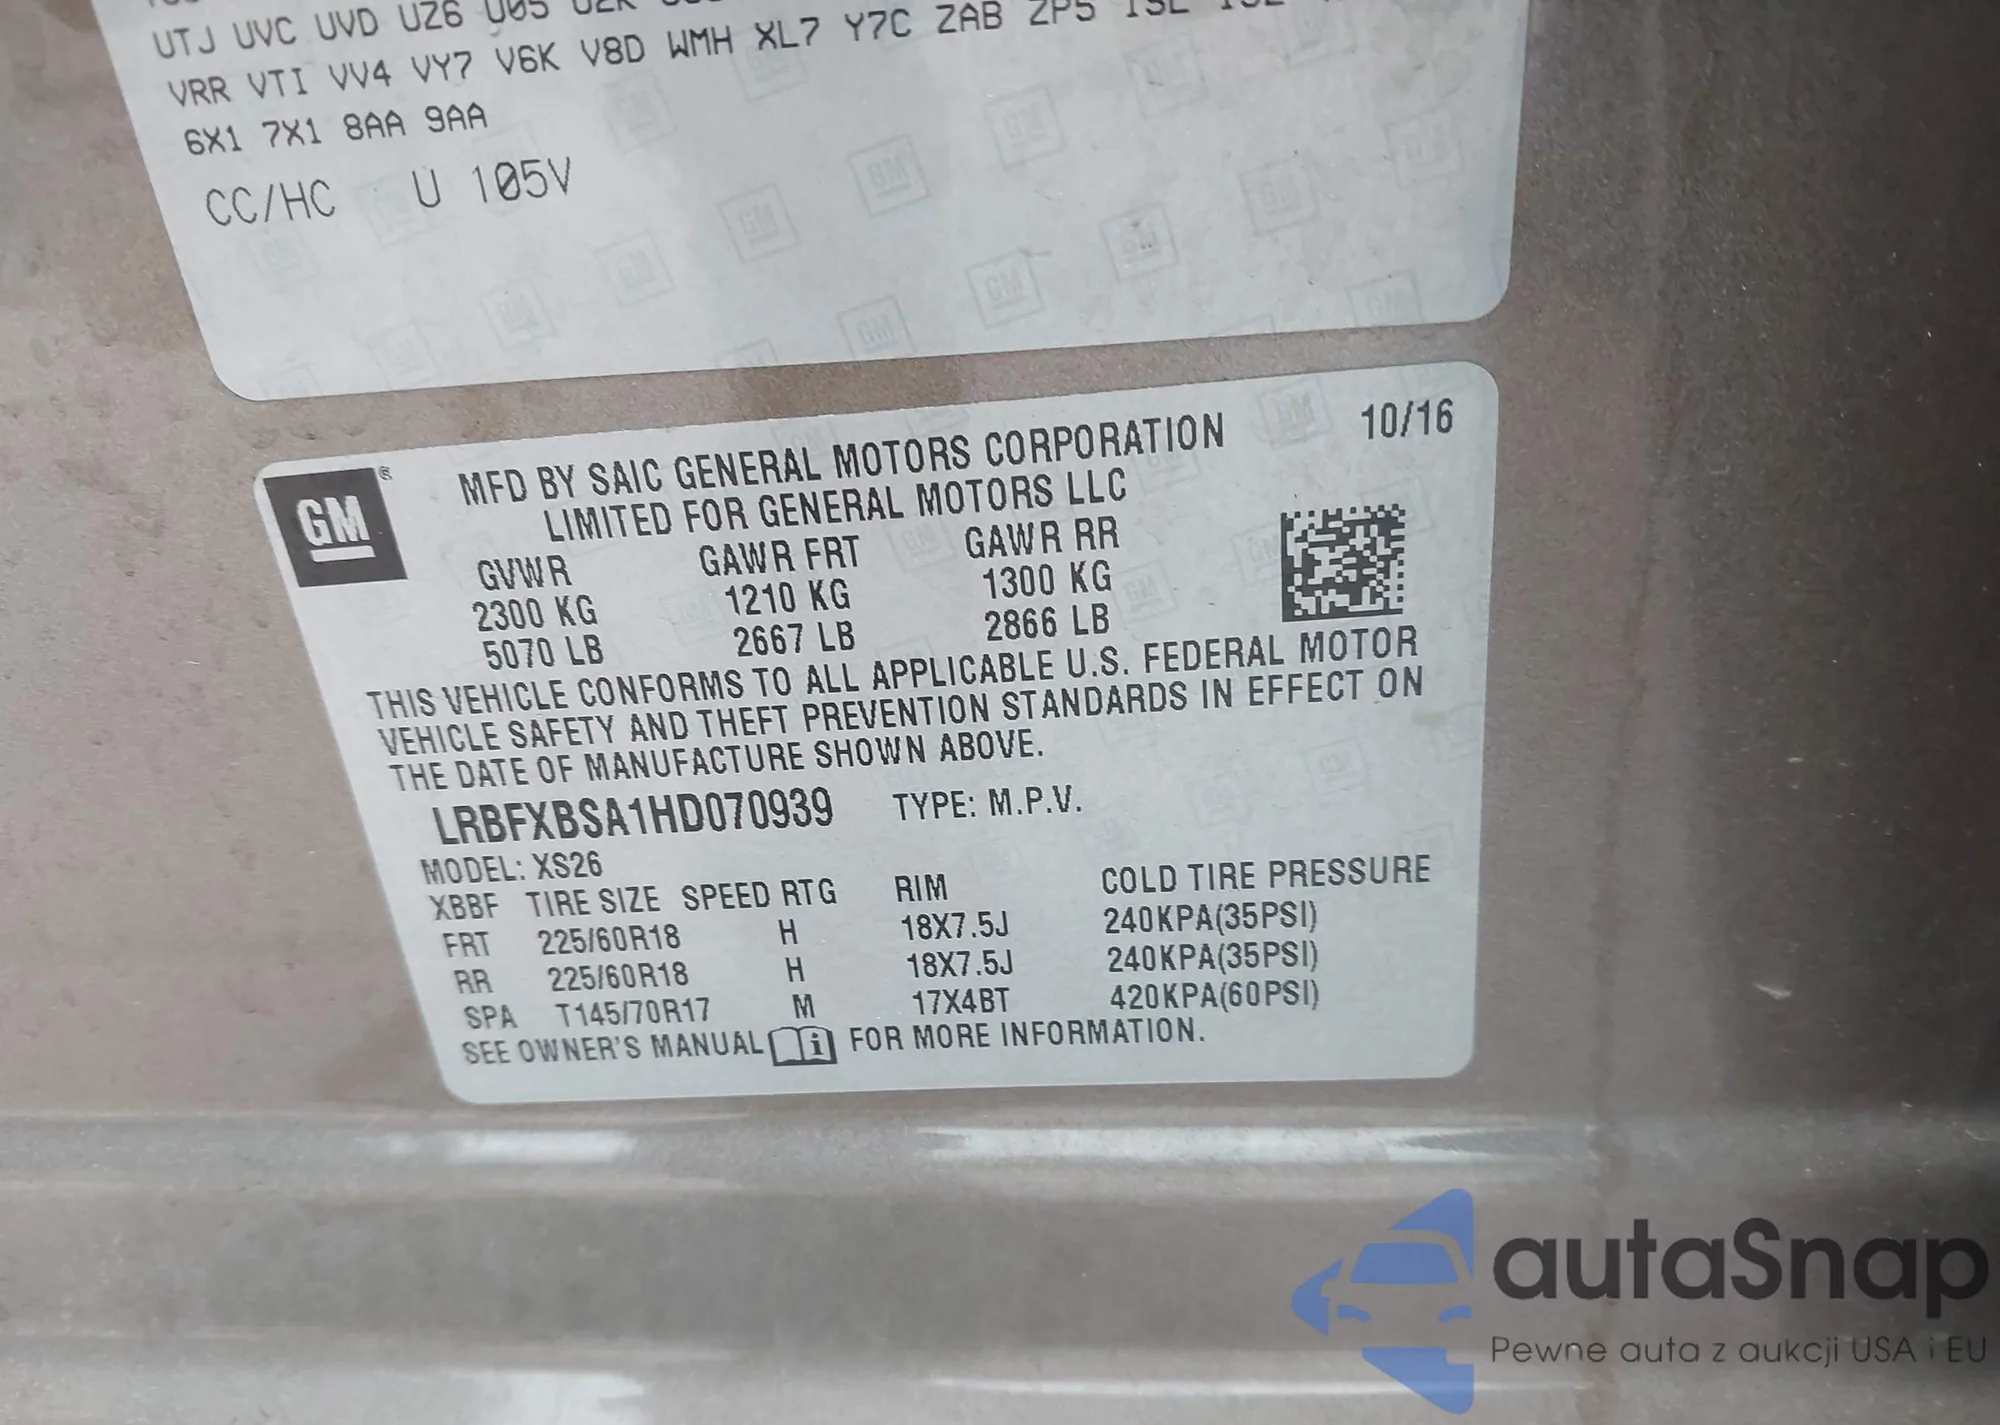 UTJ UVC UVD UZ6 U05
VRR VTI VV4 VY7 V6K V8D WMH XL7 Y7C ZAB ZP5
6X1 7X1 8AA 9AA
CC/HC U 105V
GM ®
MFD BY SAIC GENERAL MOTORS CORPORATION 10/16
LIMITED FOR GENERAL MOTORS LLC
GVWR GAWR FRT GAWR RR
2300 KG 1210 KG 1300 KG
5070 LB 2667 LB 2866 LB
THIS VEHICLE CONFORMS TO ALL APPLICABLE U.S. FEDERAL MOTOR
VEHICLE SAFETY AND THEFT PREVENTION STANDARDS IN EFFECT ON
THE DATE OF MANUFACTURE SHOWN ABOVE.
LRBFXBSA1HD070939 TYPE: M.P.V.
MODEL: XS26
XBBF TIRE SIZE SPEED RTG RIM COLD TIRE PRESSURE
FRT 225/60R18 H 18X7.5J 240KPA(35PSI)
RR 225/60R18 H 18X7.5J 240KPA(35PSI)
SPA T145/70R17 M 17X4BT 420KPA(60PSI)
SEE OWNER'S MANUAL i FOR MORE INFORMATION.
autaSnap
Pewne auta z aukcji USA i EU